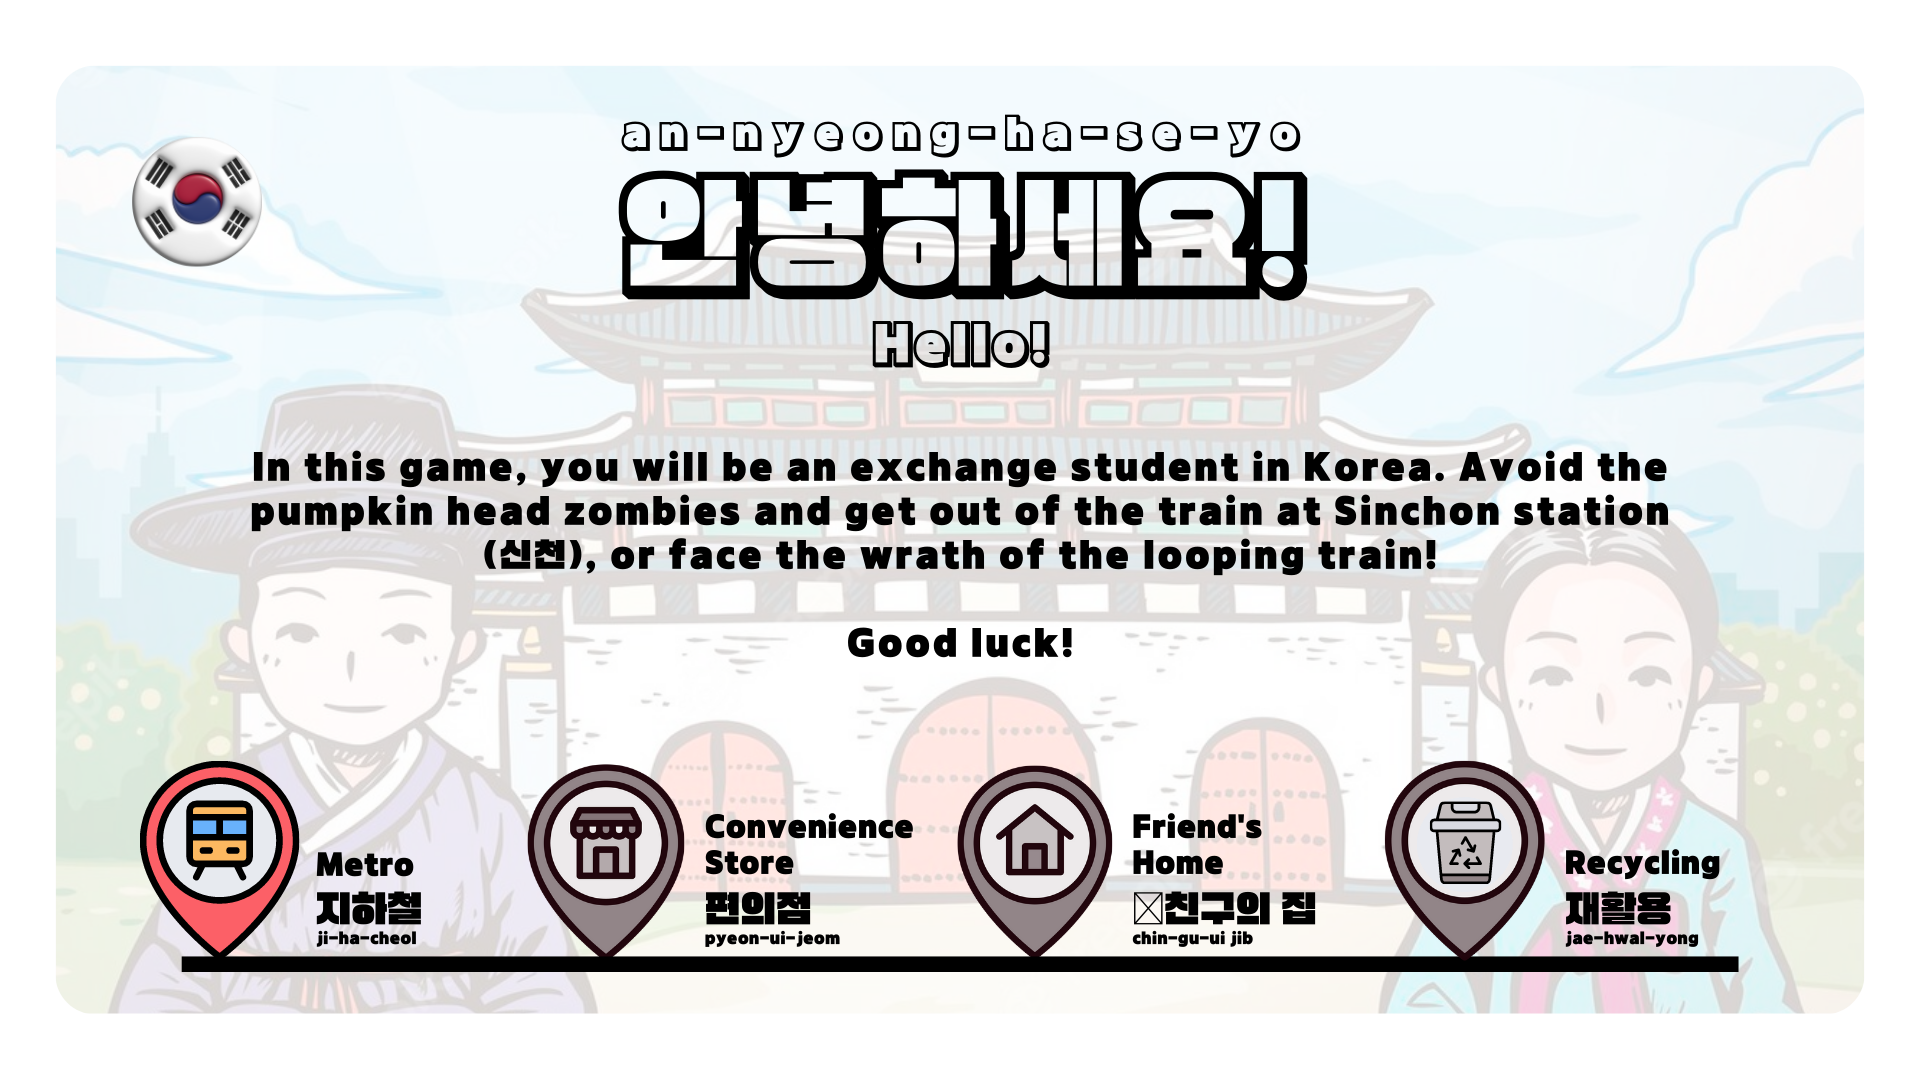 an-nyeong-ha-se-yo
안녕하세요!
Hello!
In this game, you will be an exchange student in Korea. Avoid the
pumpkin head zombies and get out of the train at Sinchon station
(신천), or face the wrath of the looping train!
Good luck!
Metro
지하철
ji-ha-cheol
Convenience
Store
편의점
pyeon-ui-jeom
Friend's
Home
친구의 집
chin-gu-ui jib
Recycling
재활용
jae-hwal-yong